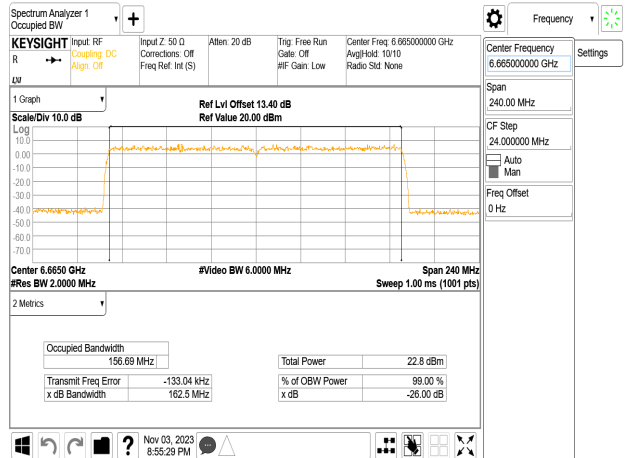 Spectrum Analyzer 1
Occupied BW
▼
+
Frequency
▼
KEYSIGHT
R
Input: RF
Coupling: DC
Align: Off
Input Z: 50 Ω
Corrections: Off
Freq Ref: Int (S)
Atten: 20 dB
Trig: Free Run
Gate: Off
#IF Gain: Low
Center Freq: 6.665000000 GHz
Avg|Hold: 10/10
Radio Std: None
Center Frequency
6.665000000 GHz
Settings
Span
240.00 MHz
CF Step
24.000000 MHz
Auto
Man
Freq Offset
0 Hz
1 Graph
▼
Scale/Div 10.0 dB
Ref Lvl Offset 13.40 dB
Ref Value 20.00 dBm
Log
10.0
0.00
-10.0
-20.0
-30.0
-40.0
-50.0
-60.0
-70.0
Center 6.6650 GHz
#Video BW 6.0000 MHz
Span 240 MHz
#Res BW 2.0000 MHz
Sweep 1.00 ms (1001 pts)
2 Metrics
▼
Occupied Bandwidth
156.69 MHz
Total Power 22.8 dBm
Transmit Freq Error -133.04 kHz
% of OBW Power 99.00 %
x dB Bandwidth 162.5 MHz
x dB -26.00 dB
?
Nov 03, 2023
8:55:29 PM